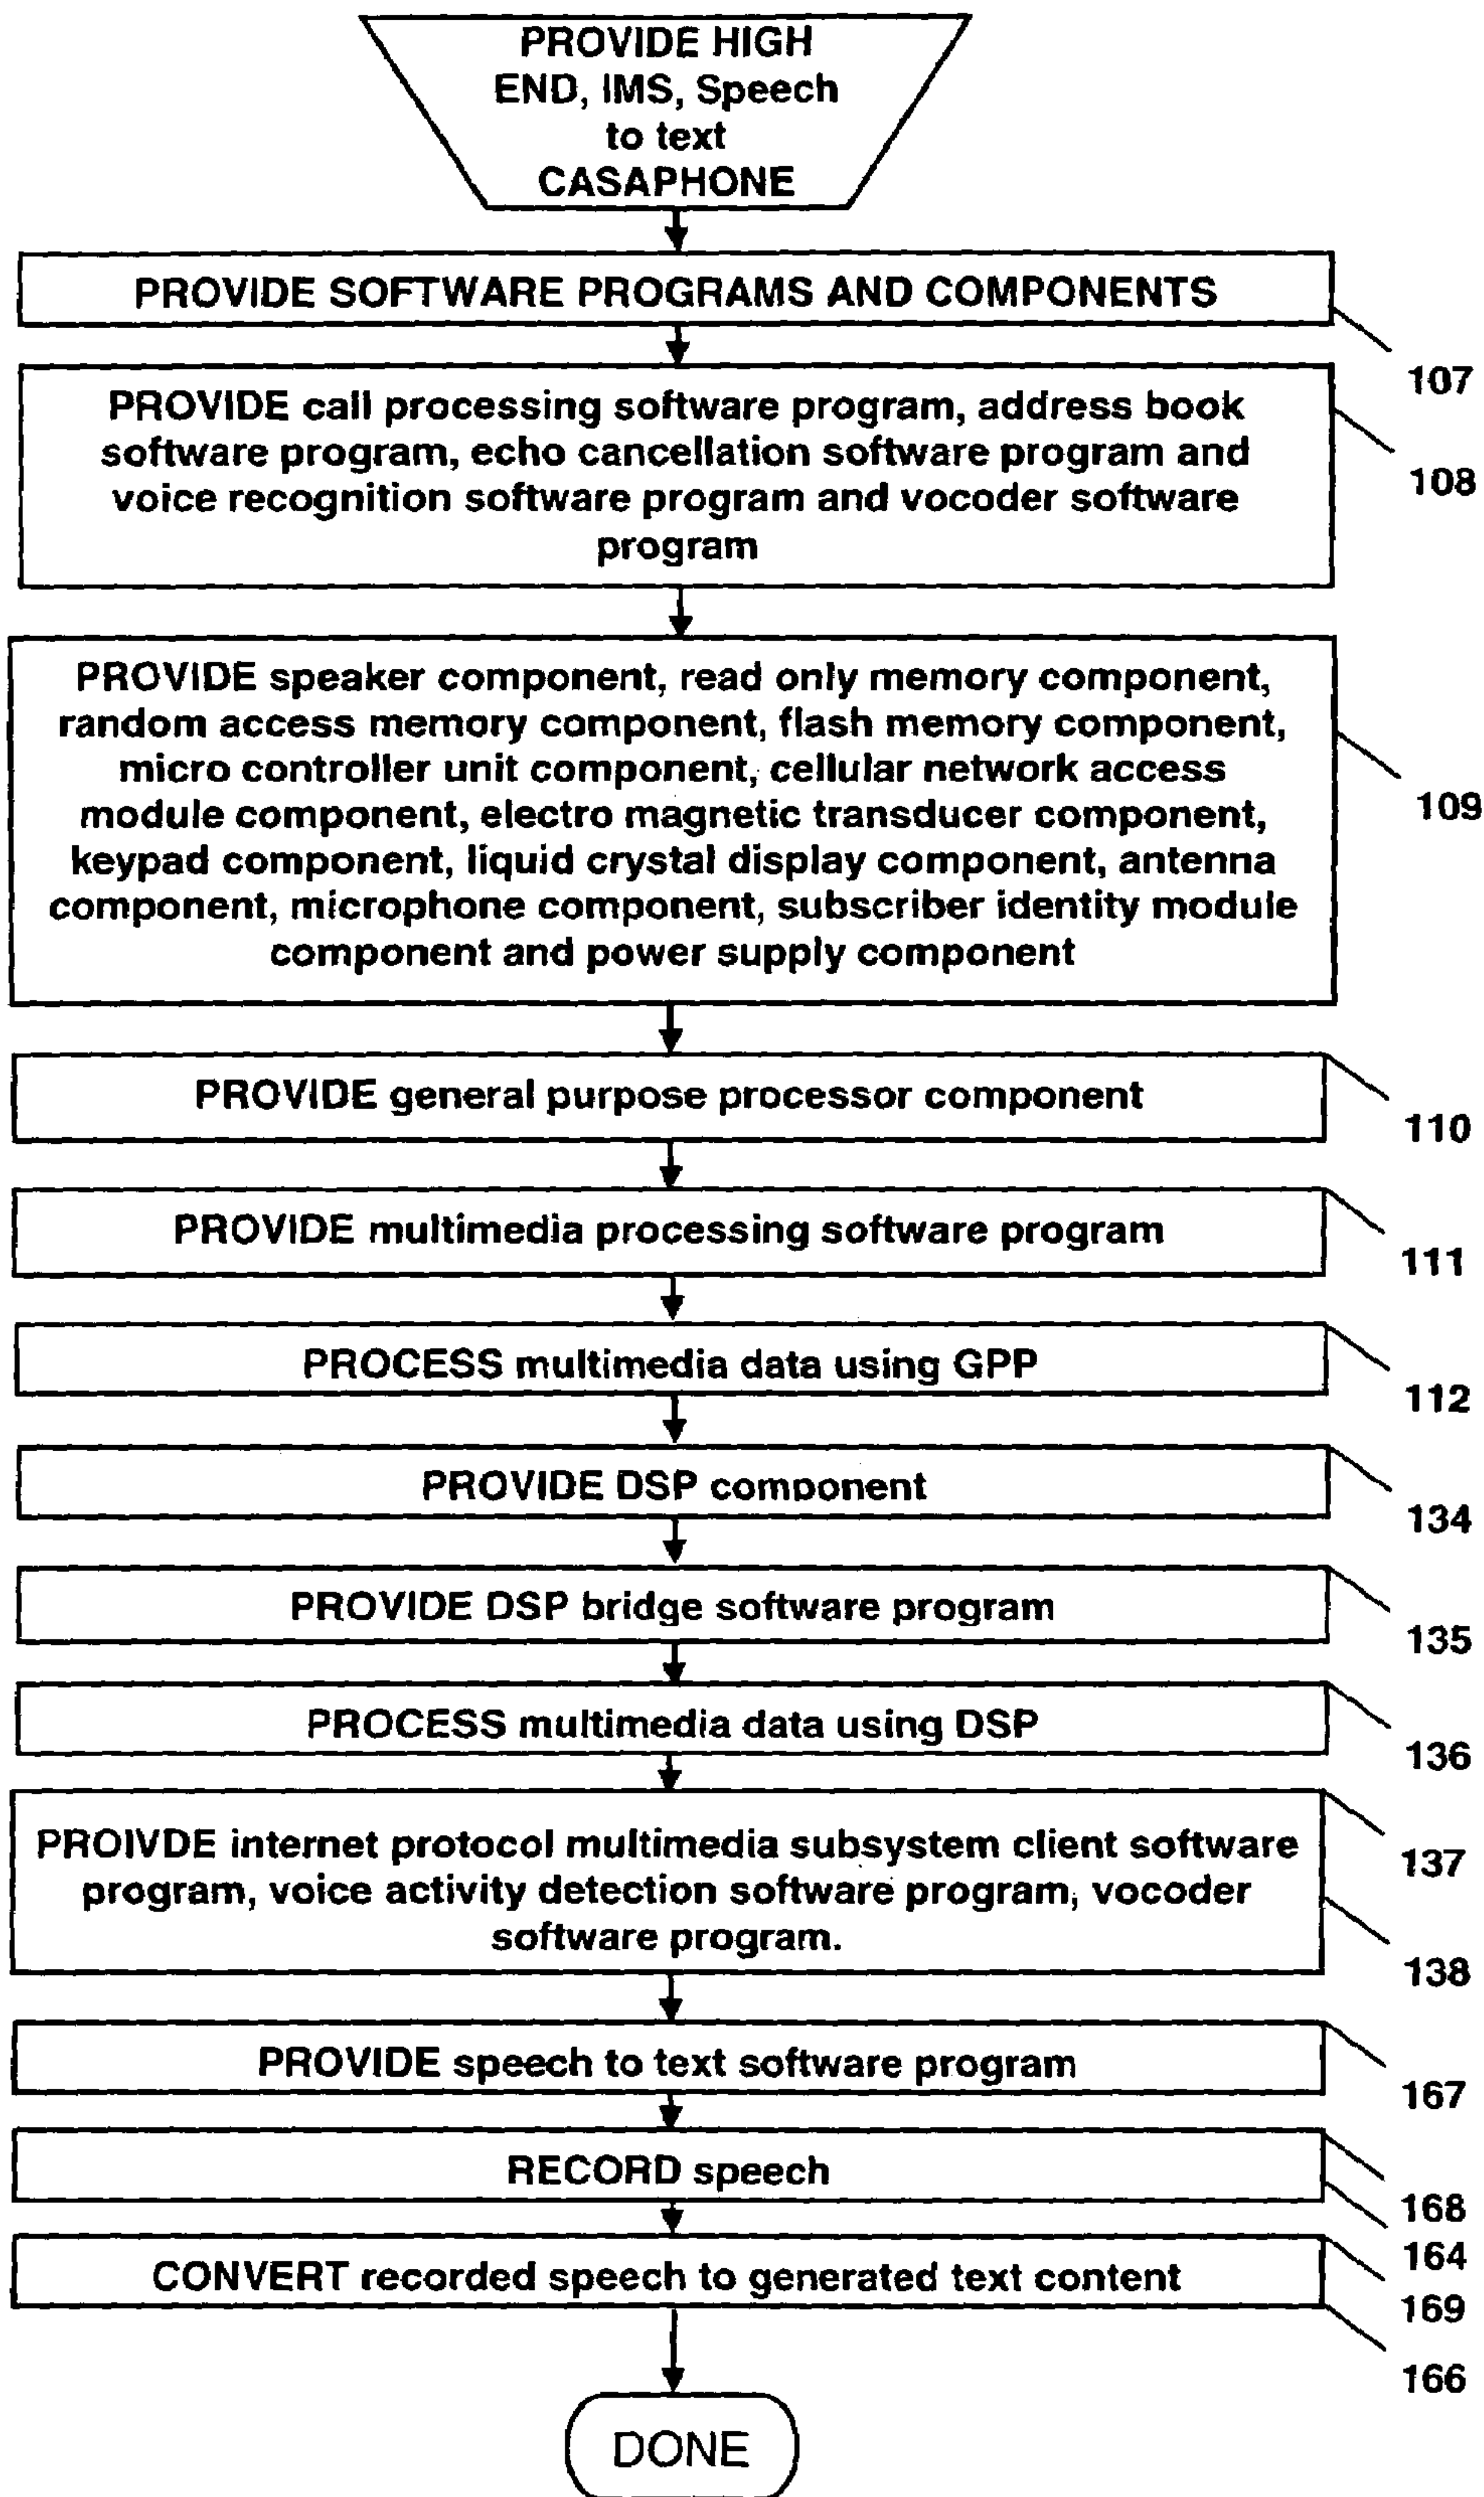 PROVIDE HIGH
END, IMS, Speech
to text
CASAPHONE
PROVIDE SOFTWARE PROGRAMS AND COMPONENTS
107
PROVIDE call processing software program, address book
software program, echo cancellation software program and
voice recognition software program and vocoder software
program
108
PROVIDE speaker component, read only memory component,
random access memory component, flash memory component,
micro controller unit component, cellular network access
module component, electro magnetic transducer component,
keypad component, liquid crystal display component, antenna
component, microphone component, subscriber identity module
component and power supply component
109
PROVIDE general purpose processor component
110
PROVIDE multimedia processing software program
111
PROCESS multimedia data using GPP
112
PROVIDE DSP component
134
PROVIDE DSP bridge software program
135
PROCESS multimedia data using DSP
136
PROIVDE internet protocol multimedia subsystem client software
program, voice activity detection software program, vocoder
software program.
137
138
PROVIDE speech to text software program
167
RECORD speech
168
164
CONVERT recorded speech to generated text content
169
166
DONE